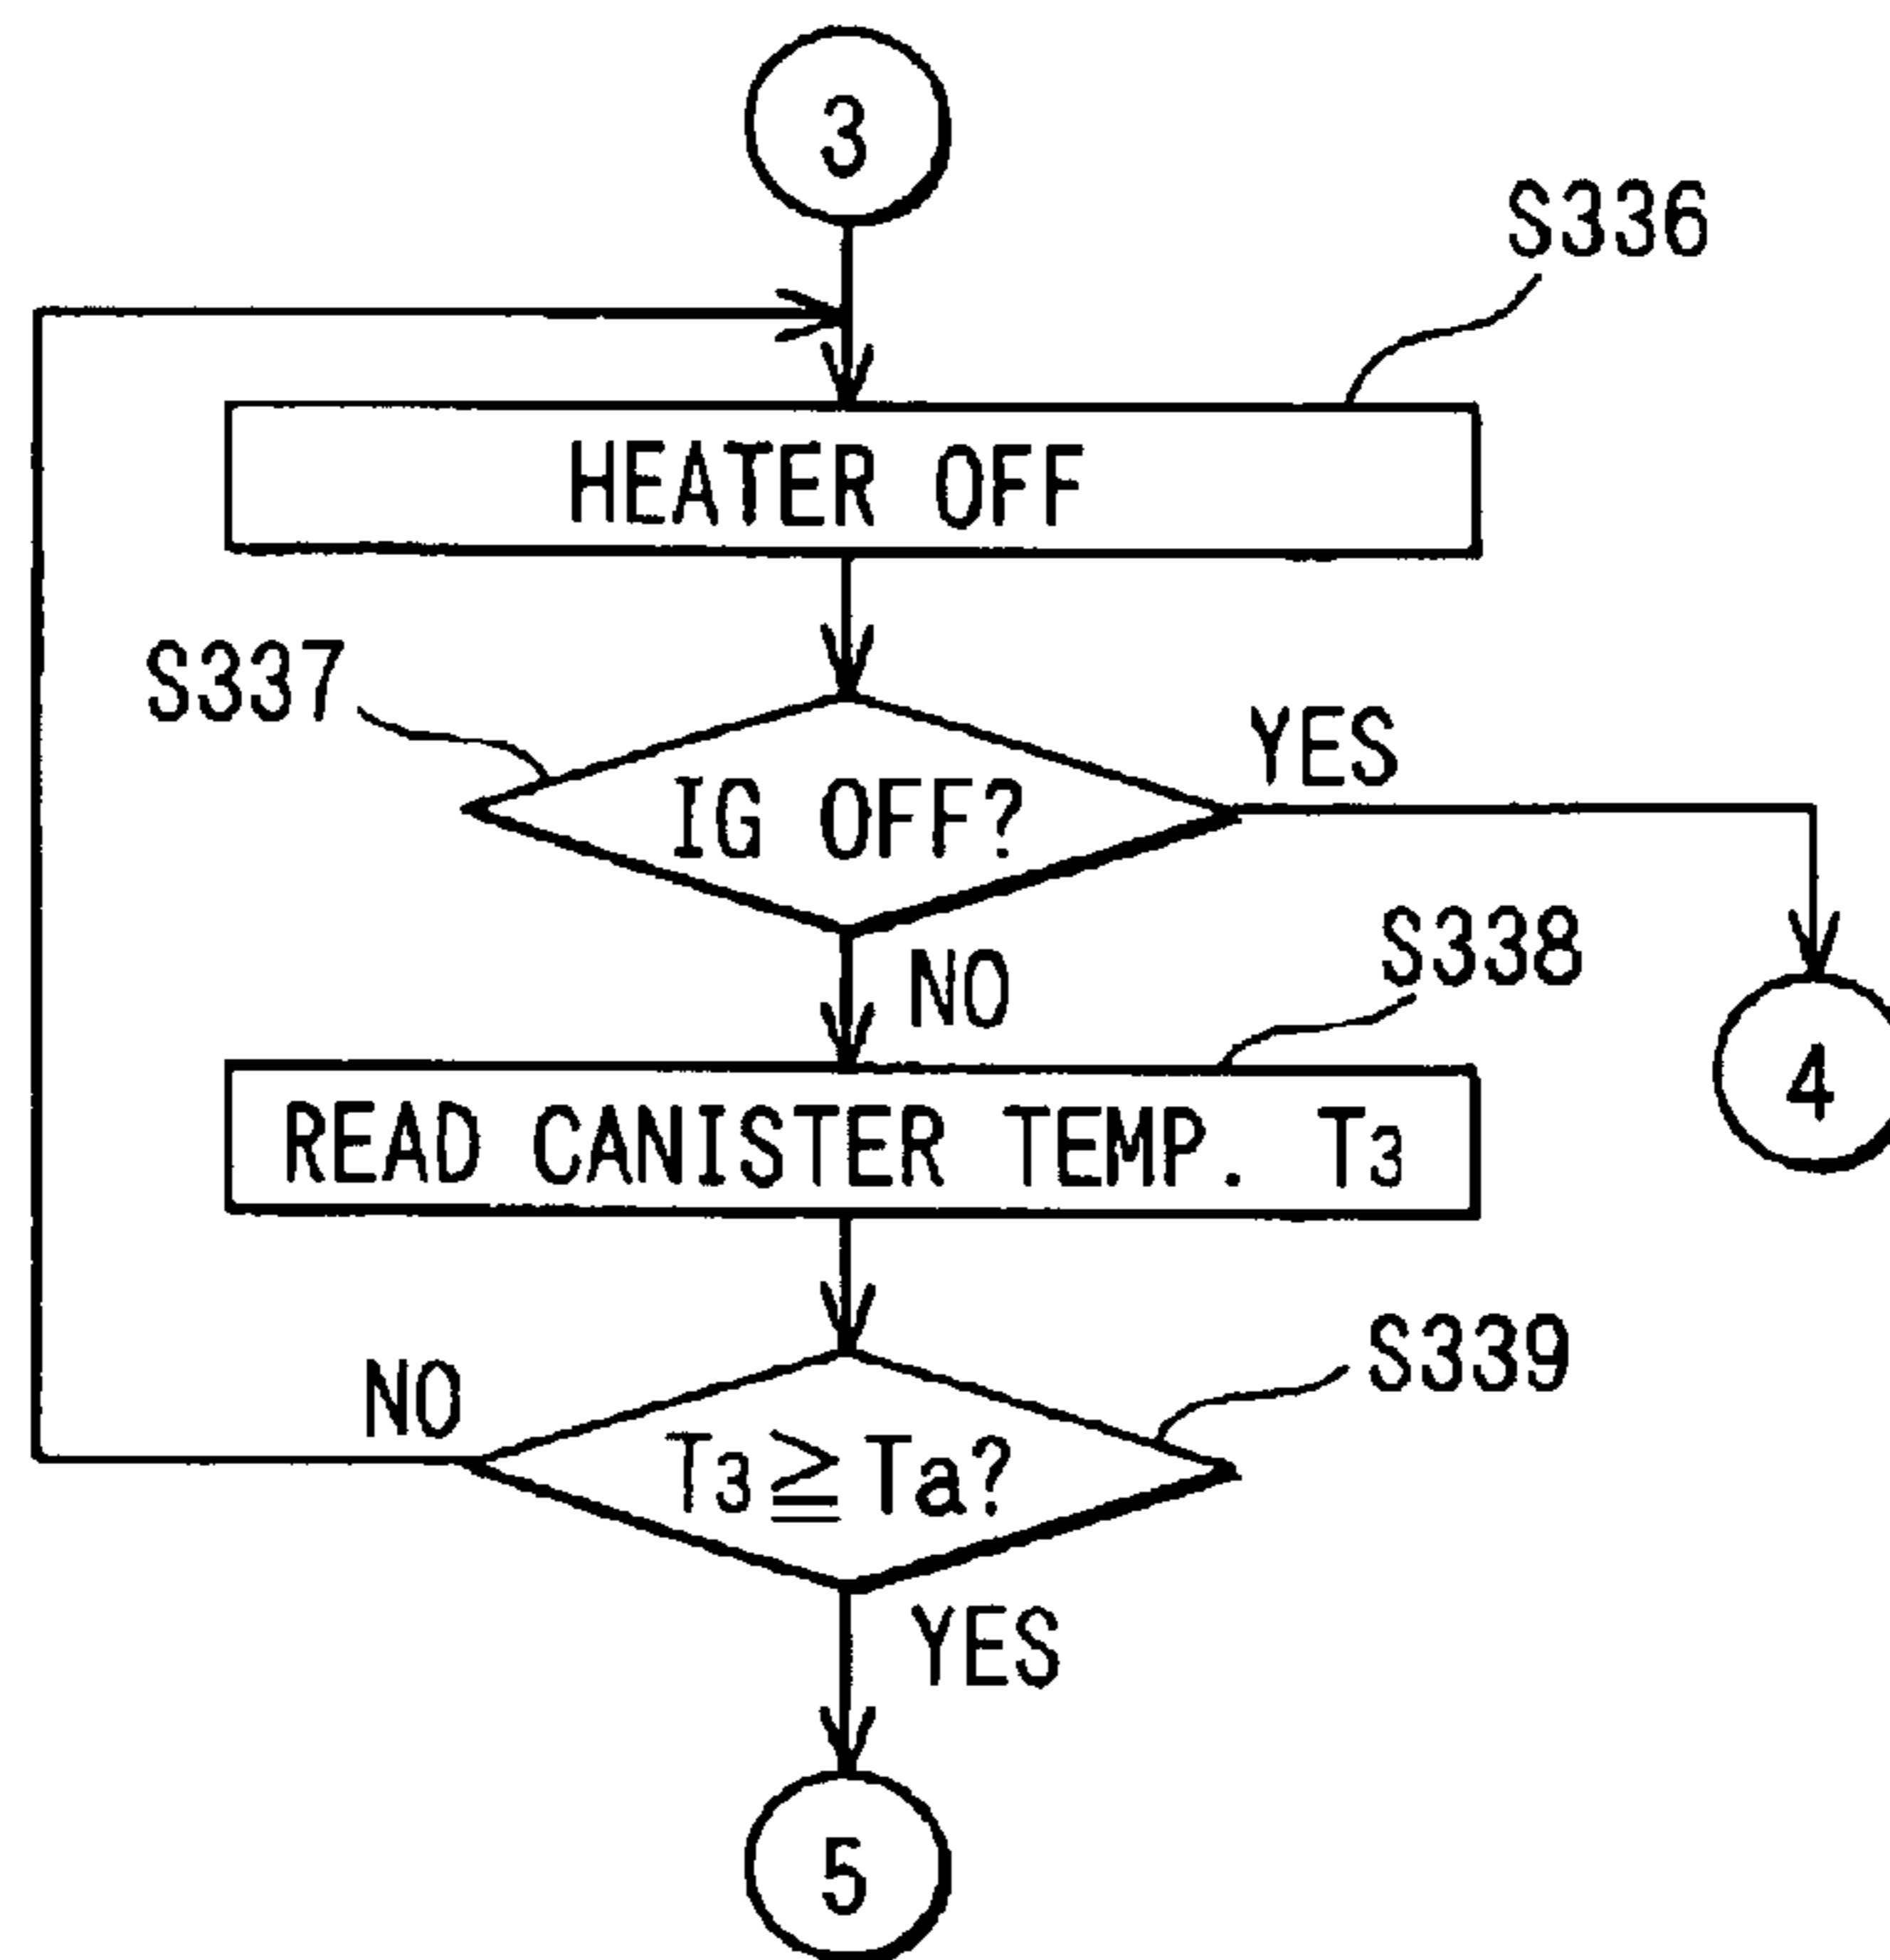 3
S336
HEATER OFF
S337
YES
IG OFF?
NO
S338
4
READ CANISTER TEMP. T3
S339
NO
T3≧Ta?
YES
5